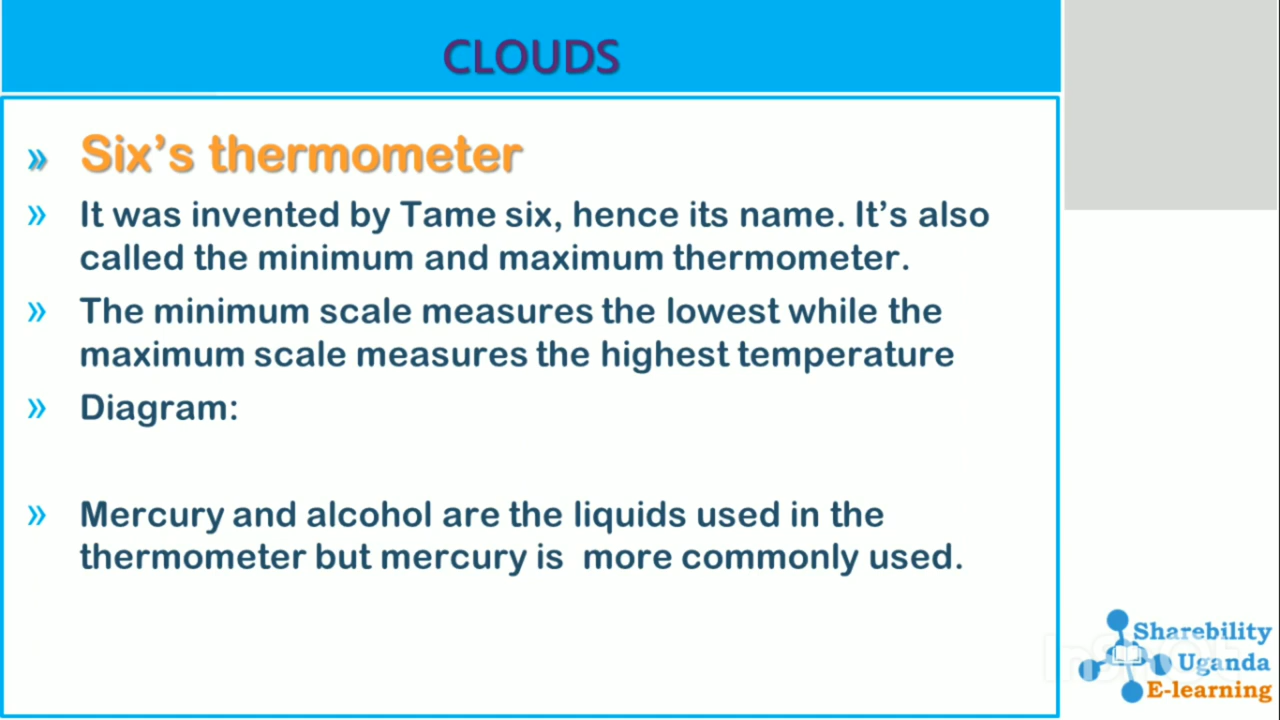 CLOUDS
» Six’s thermometer
» It was invented by Tame six, hence its name. It’s also
called the minimum and maximum thermometer.
» The minimum scale measures the lowest while the
maximum scale measures the highest temperature
» Diagram:
» Mercury and alcohol are the liquids used in the
thermometer but mercury is more commonly used.
Sharebility
Uganda
E-learning